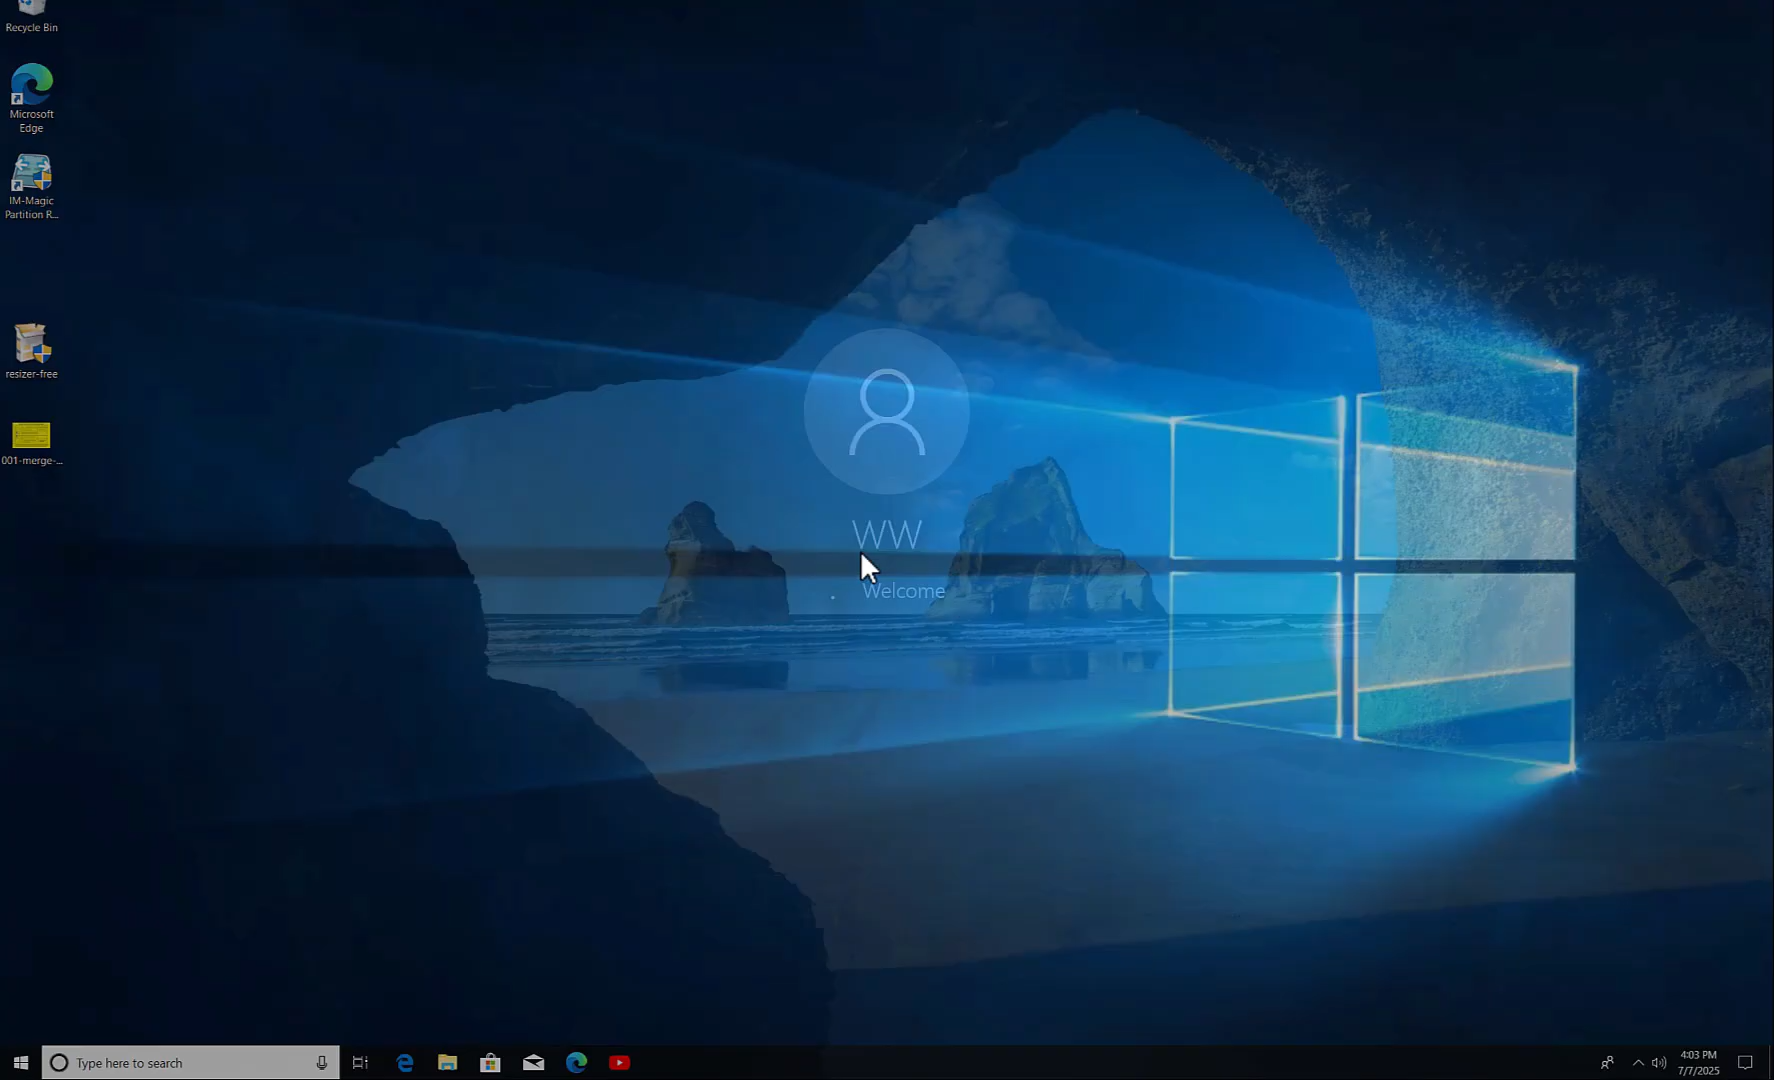 Recycle Bin
Microsoft
Edge
IM-Magic
Partition R...
resizer-free
001-merge-...
WW
Welcome
Type here to search
4:03 PM
7/7/2025